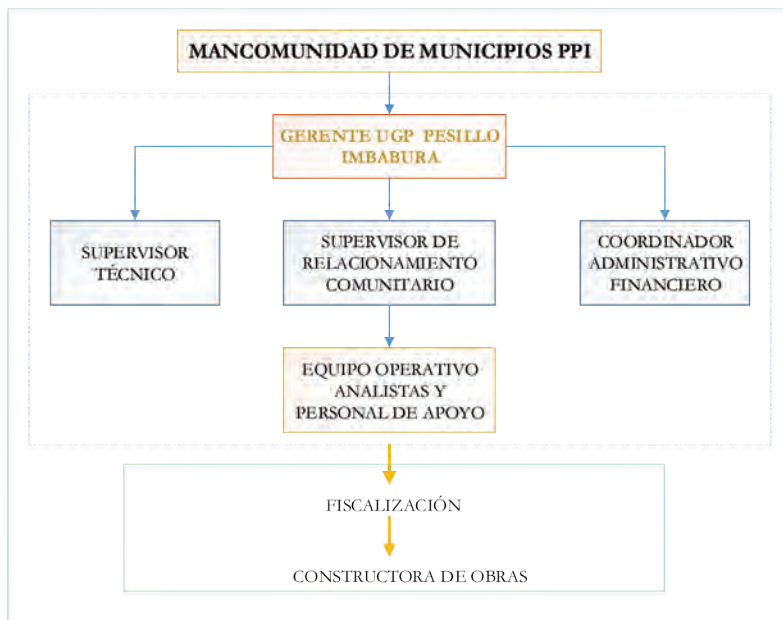 MANCOMUNIDAD DE MUNICIPIOS PPI
GERENTE UGP PESILLO
IMBABURA
SUPERVISOR
TÉCNICO
SUPERVISOR DE
RELACIONAMIENTO
COMUNITARIO
COORDINADOR
ADMINISTRATIVO
FINANCIERO
EQUIPO OPERATIVO
ANALISTAS Y
PERSONAL DE APOYO
FISCALIZACIÓN
CONSTRUCTORA DE OBRAS